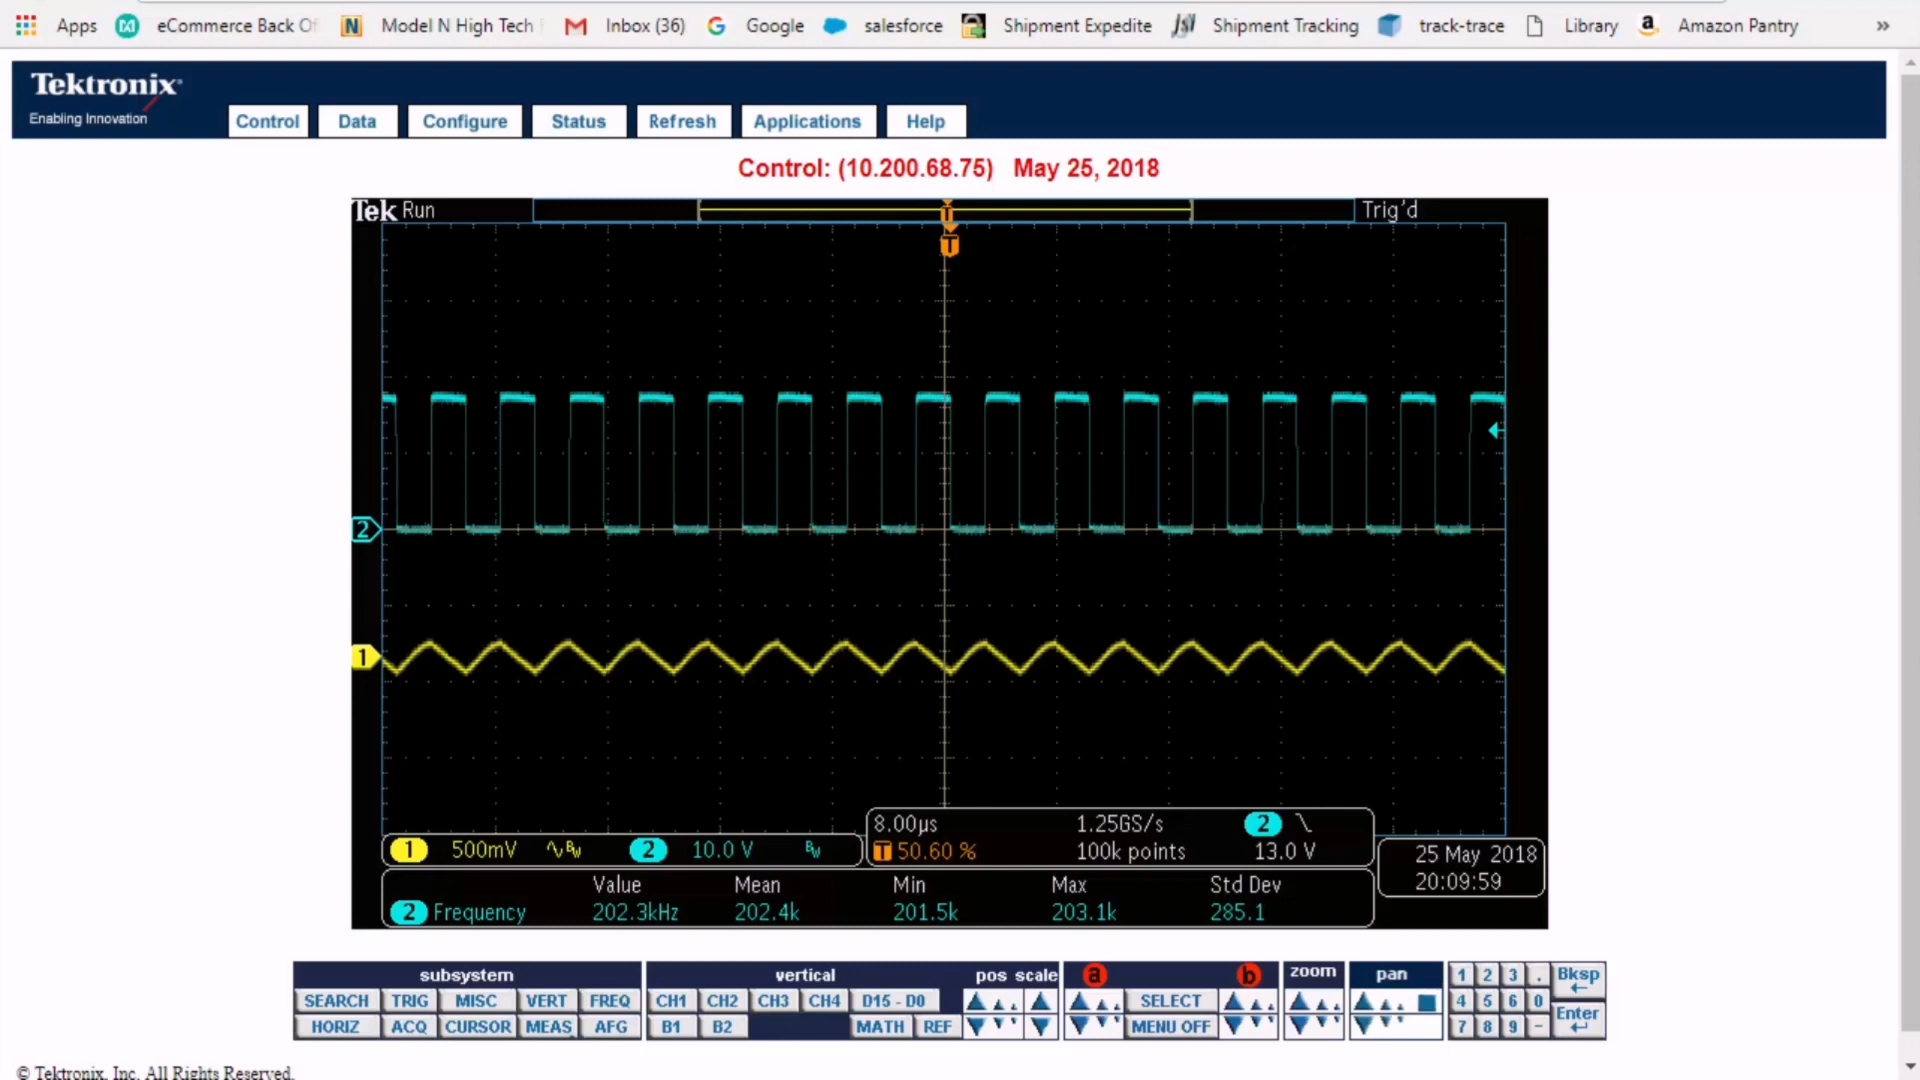 Apps eCommerce Back Of Model N High Tech Inbox (36) Google salesforce Shipment Expedite Shipment Tracking track-trace Library Amazon Pantry »
Tektronix
Enabling Innovation
Control Data Configure Status Refresh Applications Help
Control: (10.200.68.75) May 25, 2018
Tek Run Trig'd
T
T
2
1
8.00µs 1.25GS/s 2
1 500mV BW 2 10.0 V BW T 50.60 % 100k points 13.0 V
25 May 2018
20:09:59
Value Mean Min Max Std Dev
2 Frequency 202.3kHz 202.4k 201.5k 203.1k 285.1
subsystem vertical pos scale a b zoom pan 1 2 3 . Bksp
SEARCH TRIG MISC VERT FREQ CH1 CH2 CH3 CH4 D15 - D0 SELECT 4 5 6 0
HORIZ ACQ CURSOR MEAS AFG B1 B2 MATH REF MENU OFF 7 8 9 - Enter
© Tektronix, Inc. All Rights Reserved.